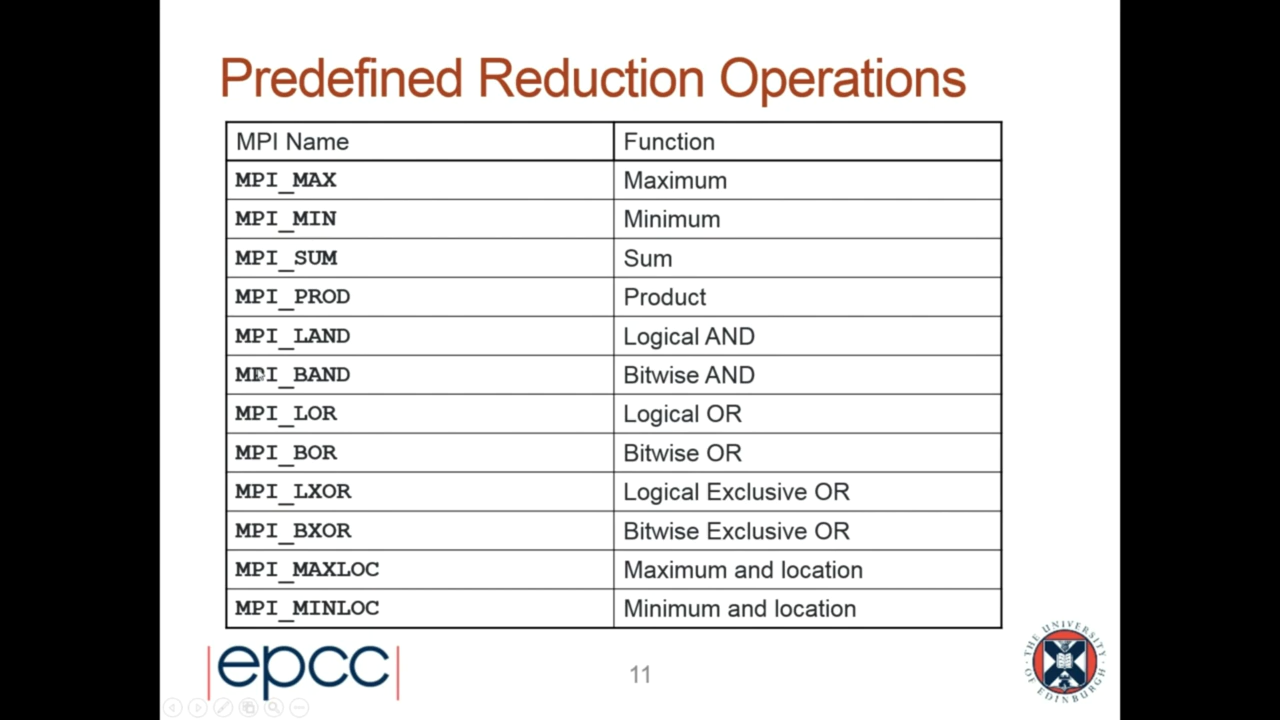 Predefined Reduction Operations
MPI Name Function
MPI_MAX Maximum
MPI_MIN Minimum
MPI_SUM Sum
MPI_PROD Product
MPI_LAND Logical AND
MPI_BAND Bitwise AND
MPI_LOR Logical OR
MPI_BOR Bitwise OR
MPI_LXOR Logical Exclusive OR
MPI_BXOR Bitwise Exclusive OR
MPI_MAXLOC Maximum and location
MPI_MINLOC Minimum and location
epcc
11
THE UNIVERSITY OF EDINBURGH